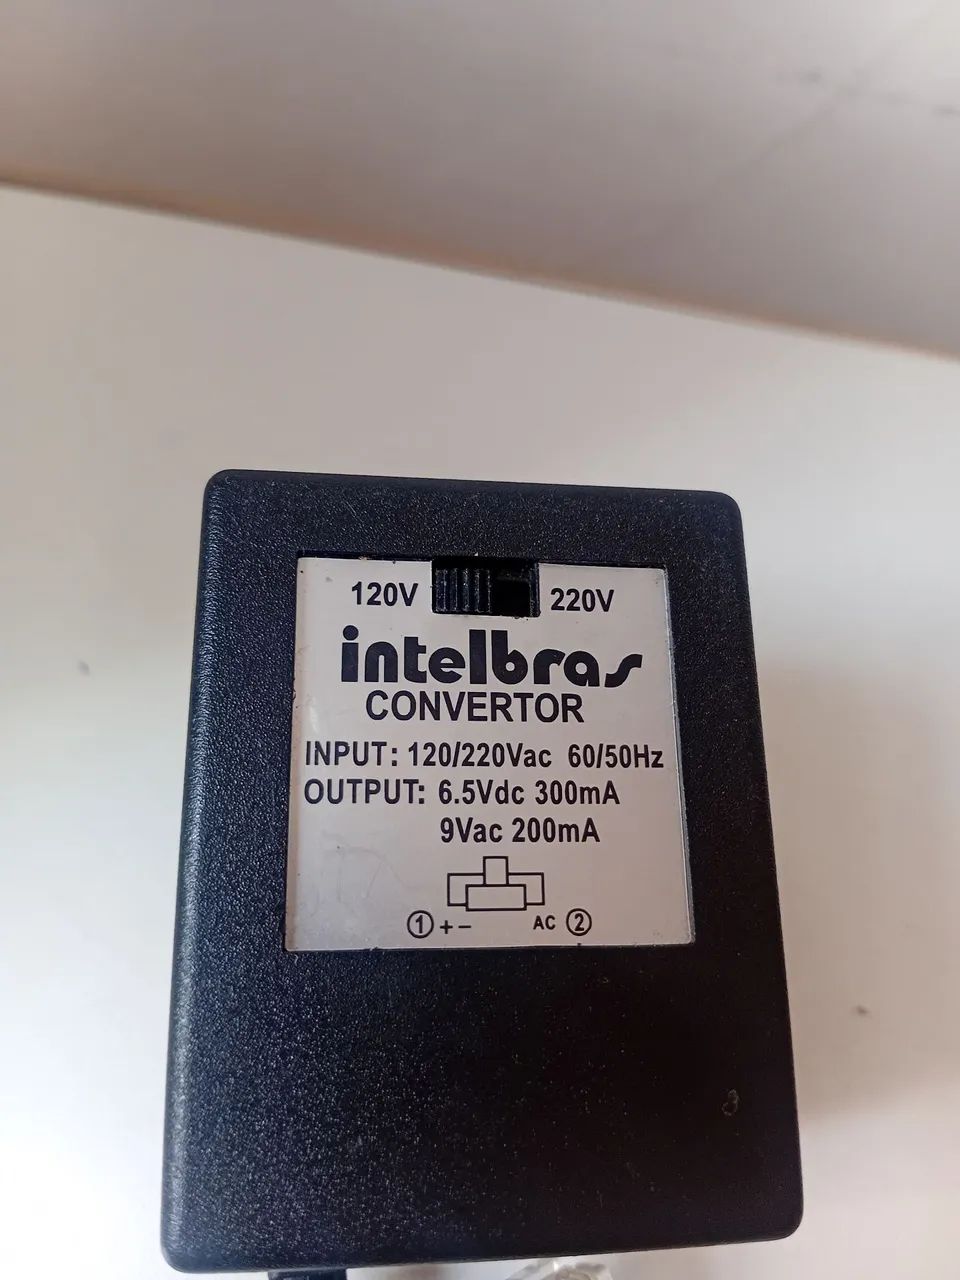 120V 220V
intelbras
CONVERTOR
INPUT: 120/220Vac 60/50Hz
OUTPUT: 6.5Vdc 300mA
9Vac 200mA
① + − AC ②